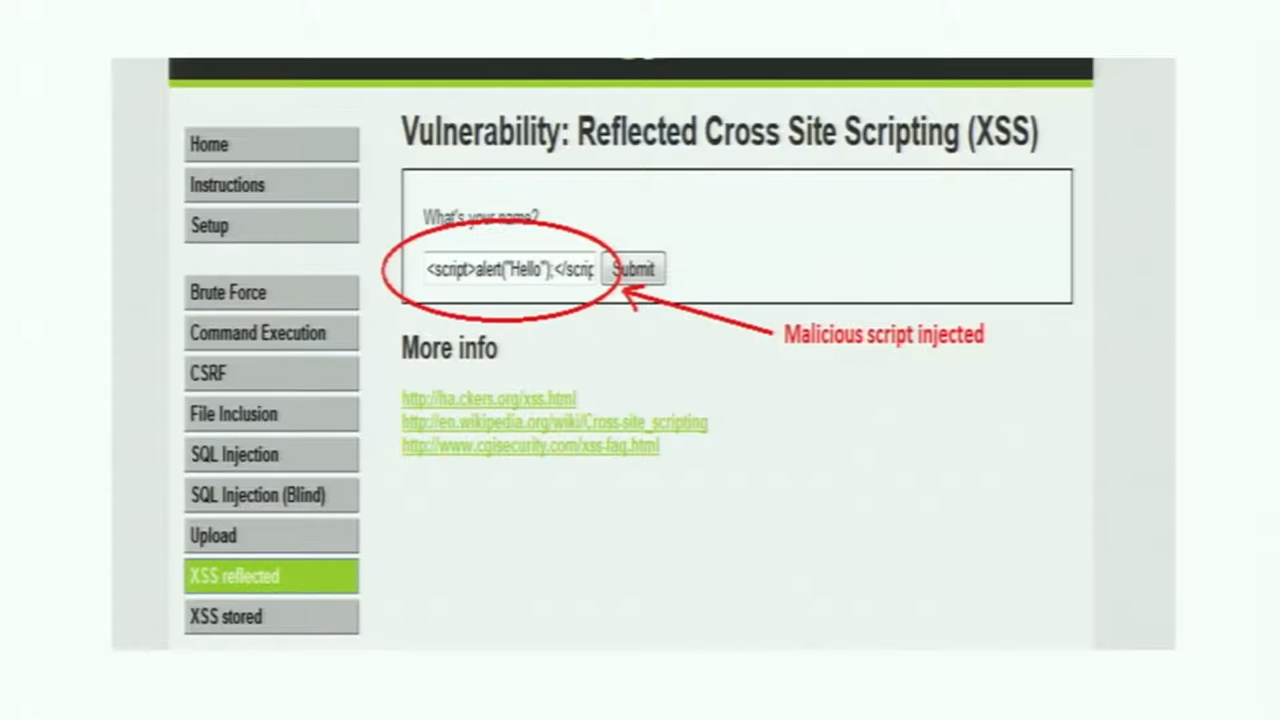 Vulnerability: Reflected Cross Site Scripting (XSS)
Home
Instructions
Setup
Brute Force
Command Execution
CSRF
File Inclusion
SQL Injection
SQL Injection (Blind)
Upload
XSS reflected
XSS stored
What's your name?
<script>alert("Hello");</scrip
Submit
Malicious script injected
More info
http://ha.ckers.org/xss.html
http://en.wikipedia.org/wiki/Cross-site_scripting
http://www.cgisecurity.com/xss-faq.html